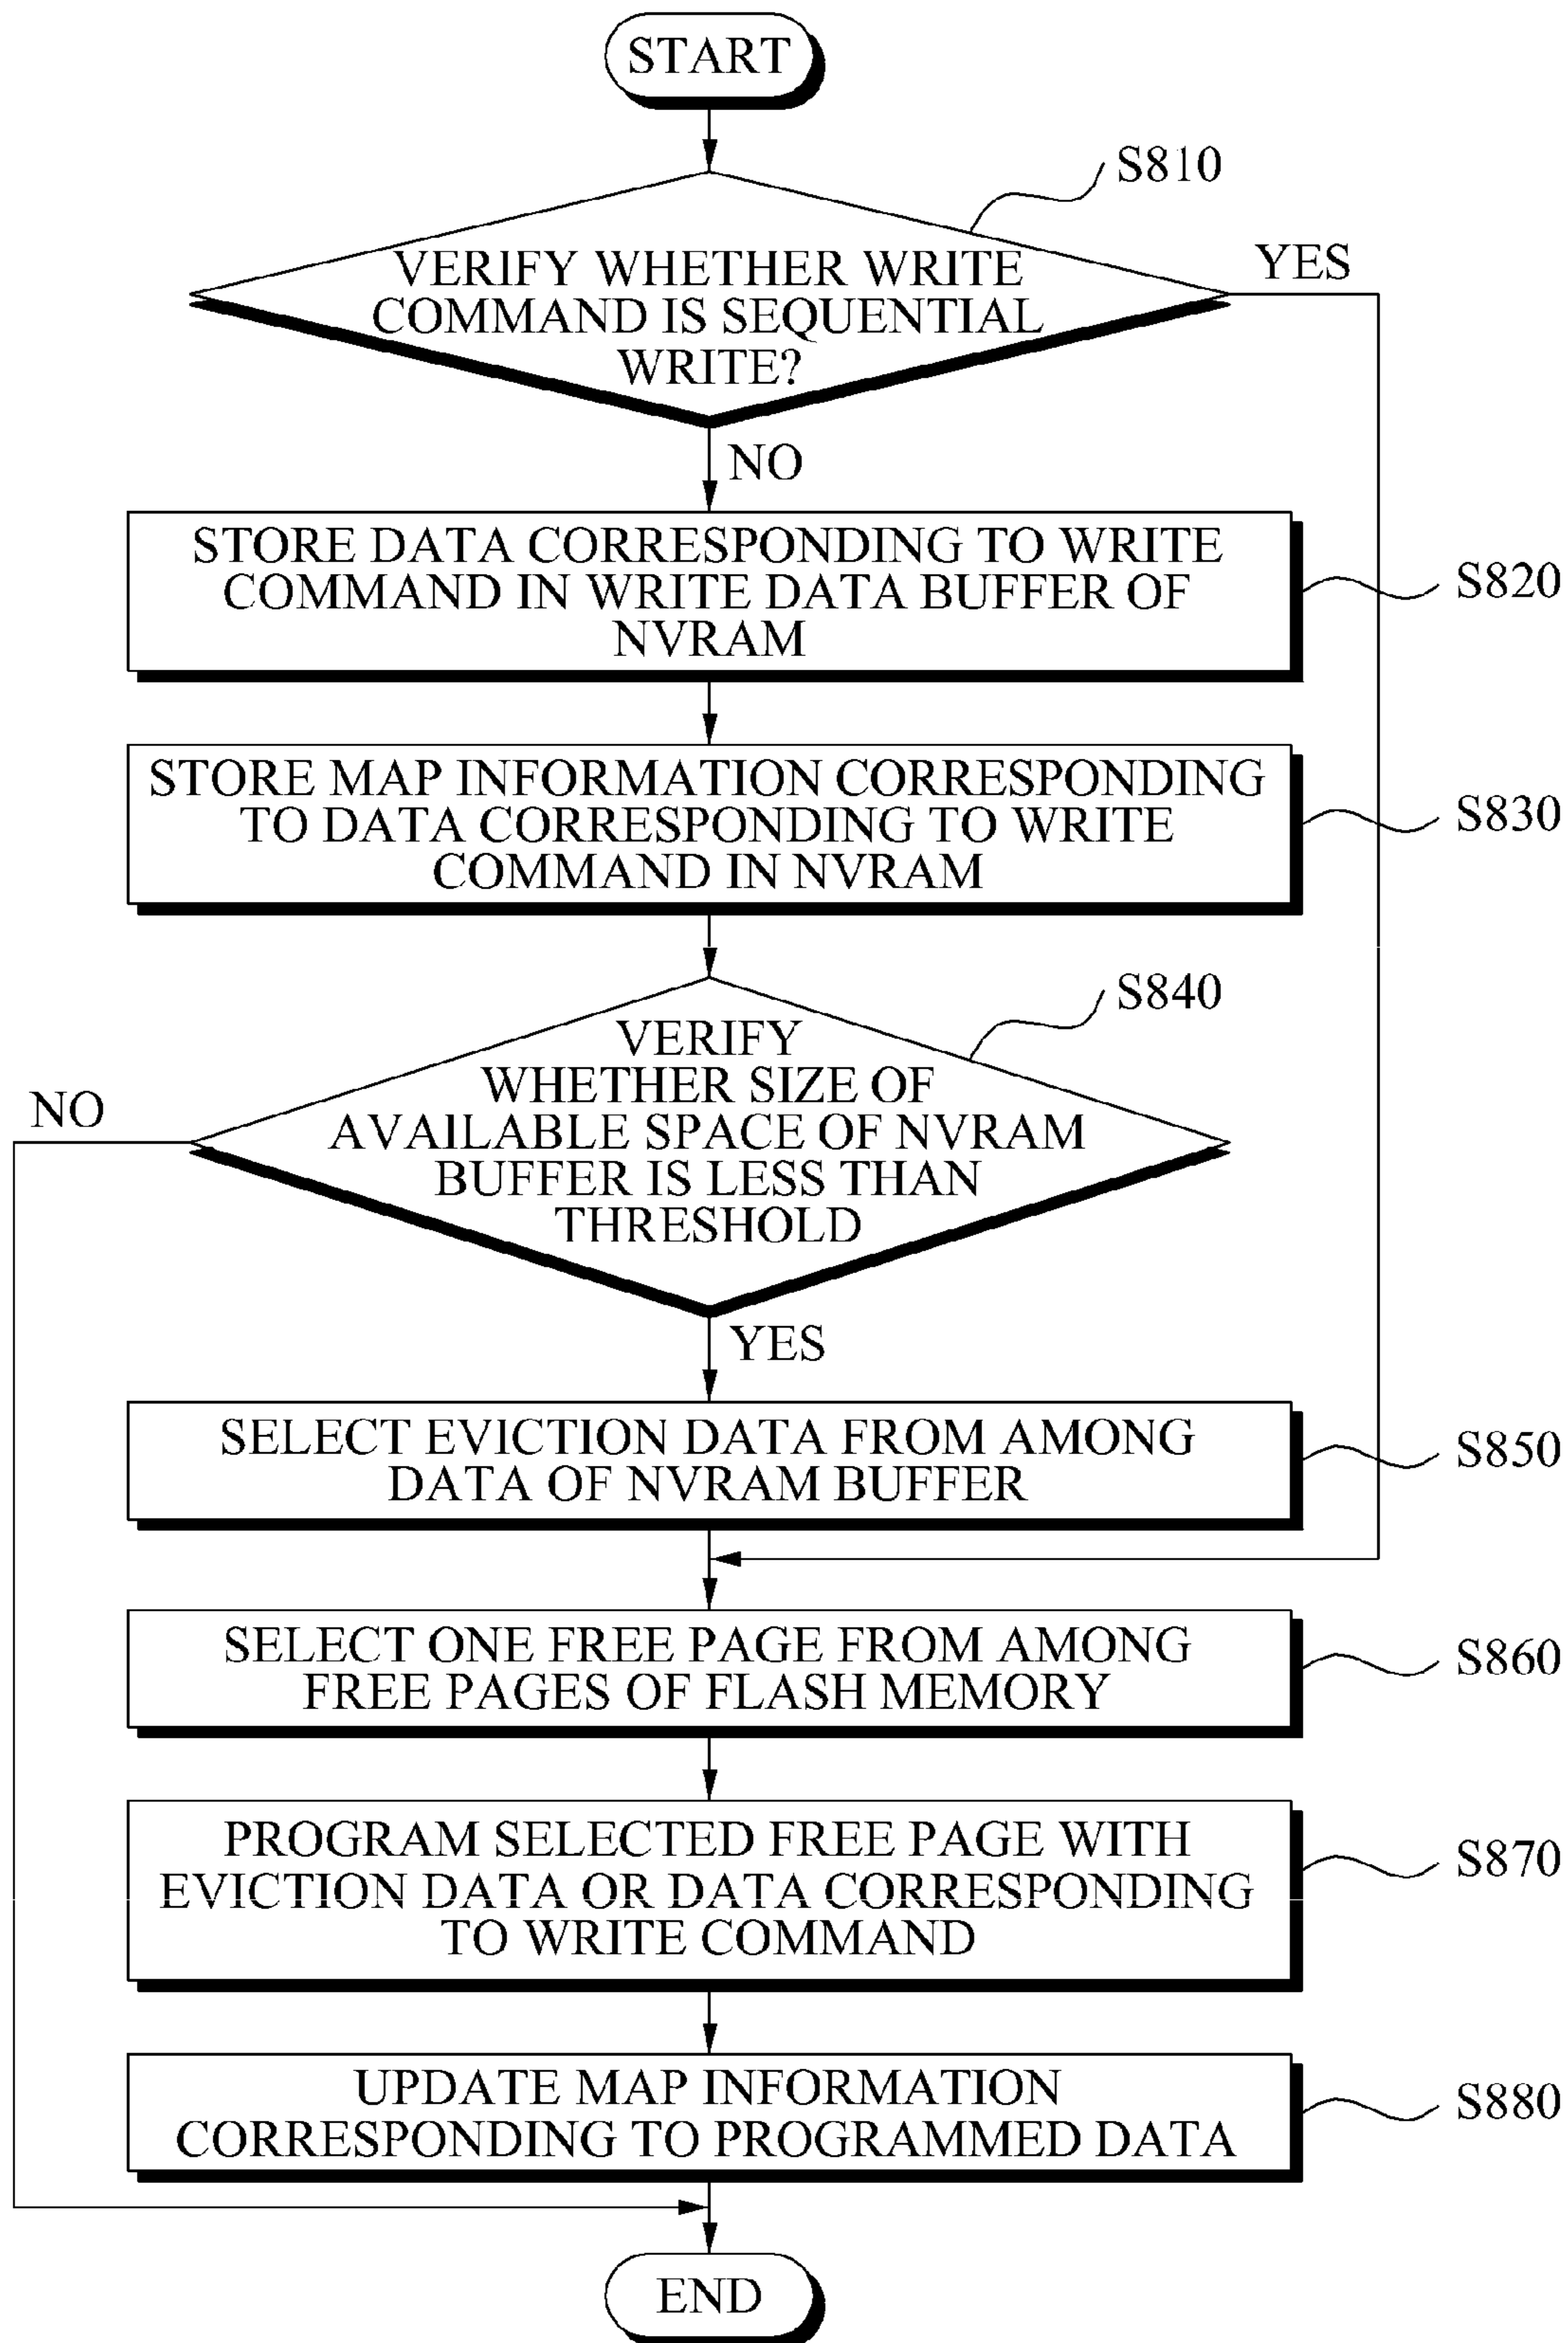 START
S810
VERIFY WHETHER WRITE
COMMAND IS SEQUENTIAL
WRITE?
YES
NO
STORE DATA CORRESPONDING TO WRITE
COMMAND IN WRITE DATA BUFFER OF
NVRAM
S820
STORE MAP INFORMATION CORRESPONDING
TO DATA CORRESPONDING TO WRITE
COMMAND IN NVRAM
S830
S840
VERIFY
WHETHER SIZE OF
AVAILABLE SPACE OF NVRAM
BUFFER IS LESS THAN
THRESHOLD
NO
YES
SELECT EVICTION DATA FROM AMONG
DATA OF NVRAM BUFFER
S850
SELECT ONE FREE PAGE FROM AMONG
FREE PAGES OF FLASH MEMORY
S860
PROGRAM SELECTED FREE PAGE WITH
EVICTION DATA OR DATA CORRESPONDING
TO WRITE COMMAND
S870
UPDATE MAP INFORMATION
CORRESPONDING TO PROGRAMMED DATA
S880
END